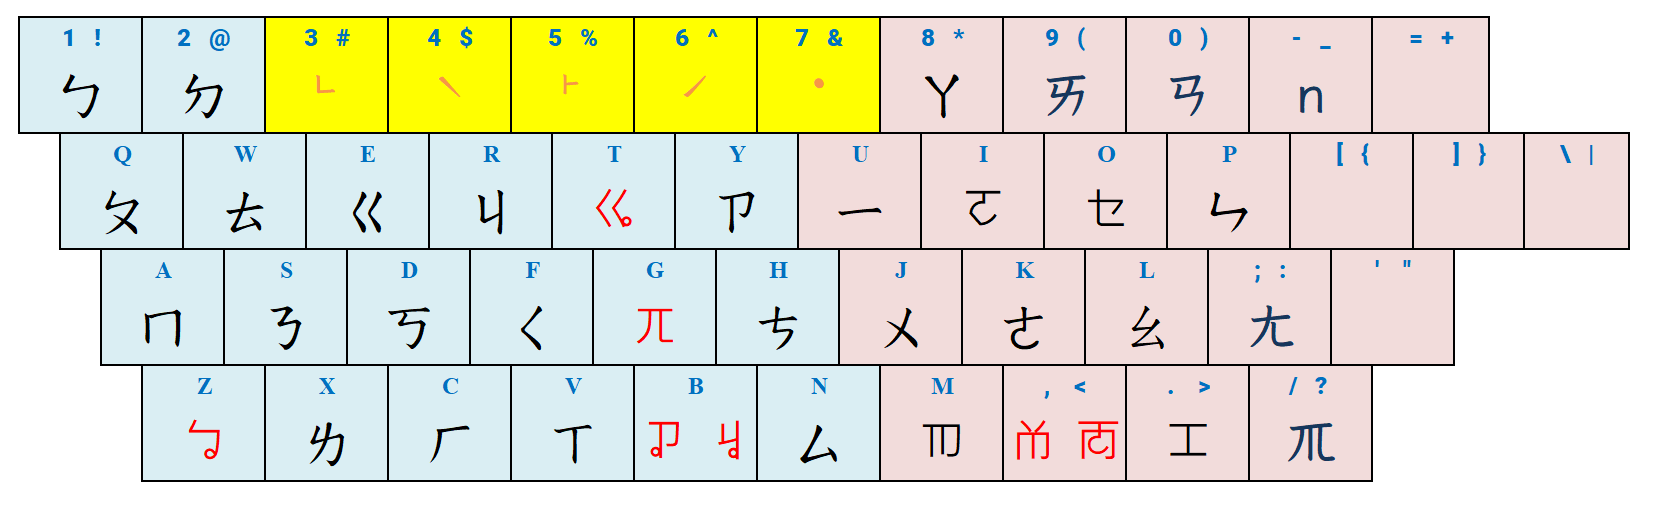 1 ! 2 @ 3 # 4 $ 5 % 6 ^ 7 & 8 * 9 ( 0 ) - _ = +
ㄅ ㄉ ˪ ˋ ˫ ˊ ˙ ㄚ ㄞ ㄢ n
Q W E R T Y U I O P [ { ] } \ |
ㄆ ㄊ ㄍ ㄐ ㆣ ㄗ ㄧ ㆦ ㆤ ㄣ
A S D F G H J K L ; : ' "
ㄇ ㄋ ㄎ ㄑ ㄫ ㄘ ㄨ ㄜ ㄠ ㄤ
Z X C V B N M , < . > / ?
ㆠ ㄌ ㄏ ㄒ ㆡ ㆢ ㄙ ㆬ ㆰ ㆱ ㆭ ㆲ